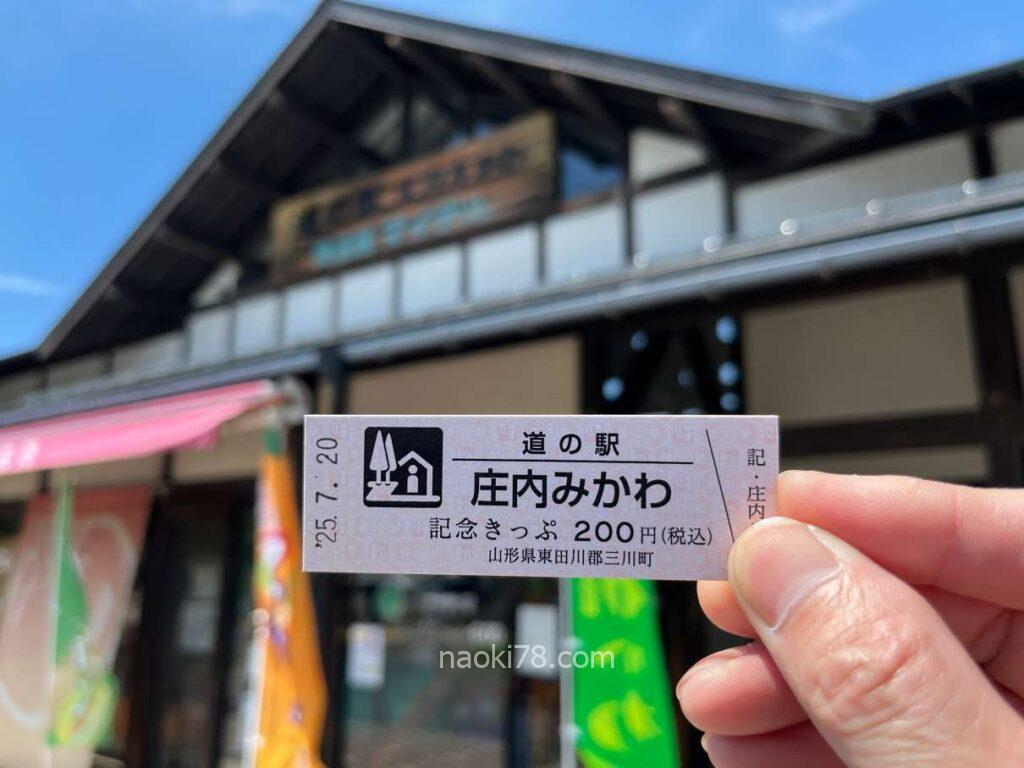 '25.7.20
道の駅
庄内みかわ
記念きっぷ 200円(税込)
山形県東田川郡三川町
記・庄内
naoki78.com